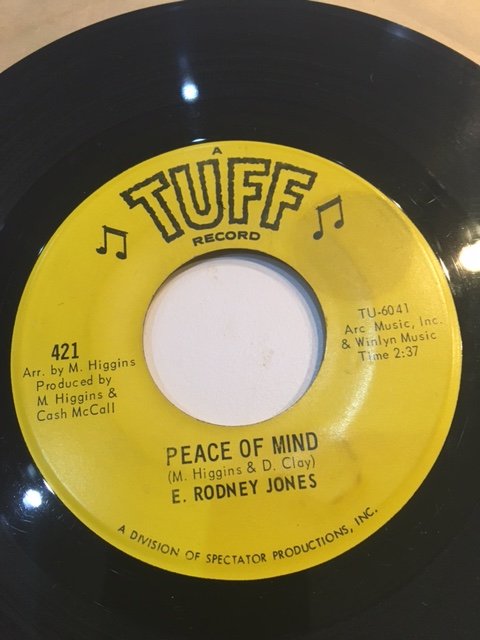 A
TUFF
RECORD
421
Arr. by M. Higgins
Produced by
M. Higgins &
Cash McCall
TU-6041
Arc Music, Inc.
& Winlyn Music
Time 2:37
PEACE OF MIND
(M. Higgins & D. Clay)
E. RODNEY JONES
A DIVISION OF SPECTATOR PRODUCTIONS, INC.